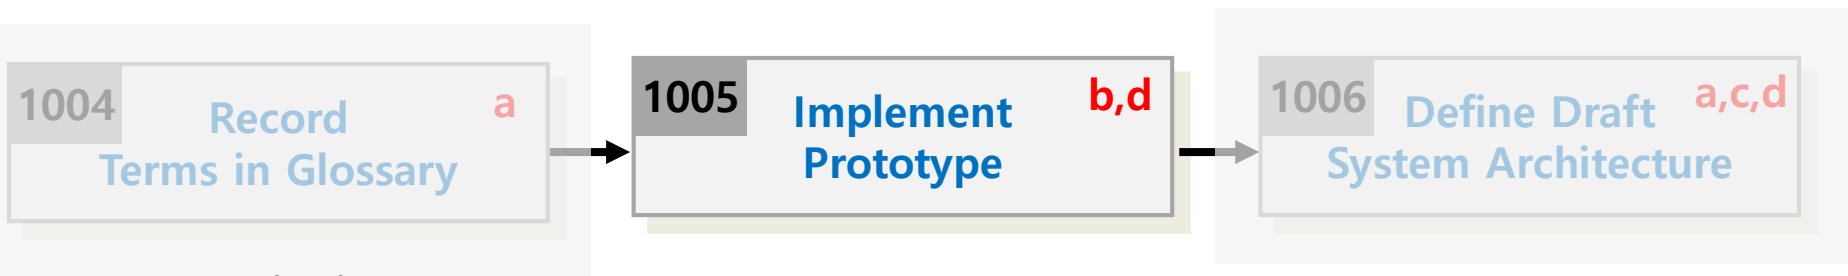 1004
Record
Terms in Glossary
a
1005
Implement
Prototype
b,d
1006
Define Draft
System Architecture
a,c,d